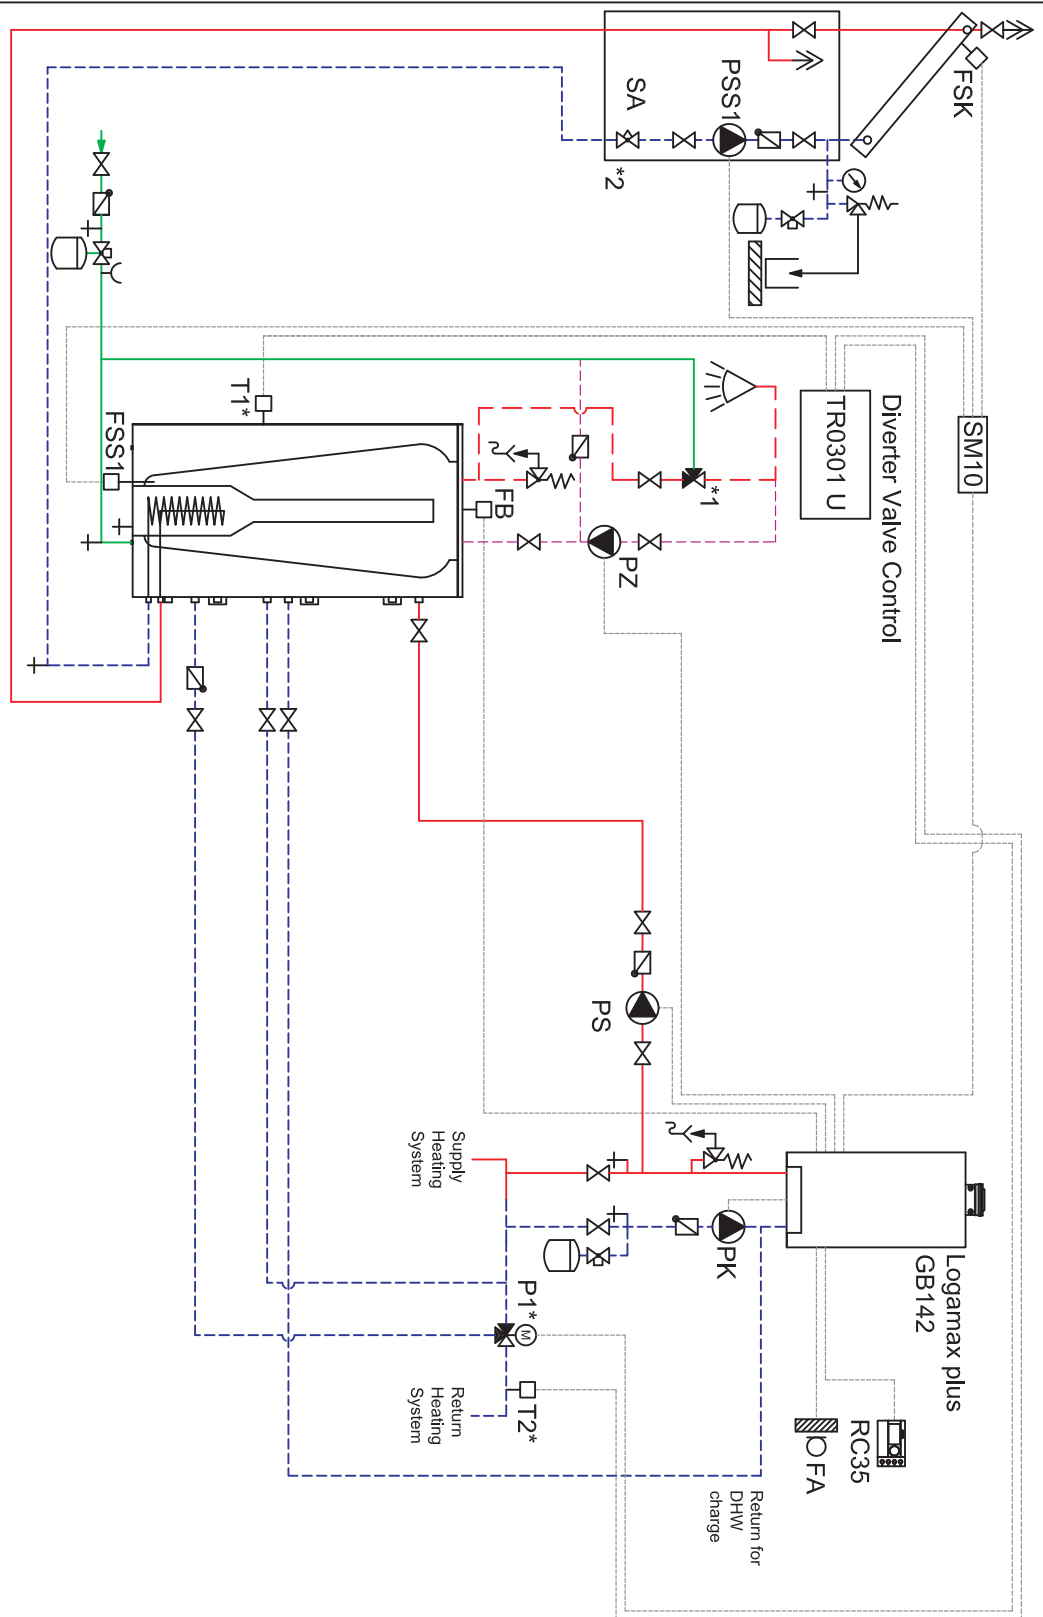 FSK
PSS1
SA
*2
T1*
FSS1
FB
*1
PZ
TR0301 U
Diverter Valve Control
SM10
PS
Supply
Heating
System
PK
Logamax plus
GB142
P1*
M
T2*
Return
Heating
System
RC35
FA
Return for
DHW
charge